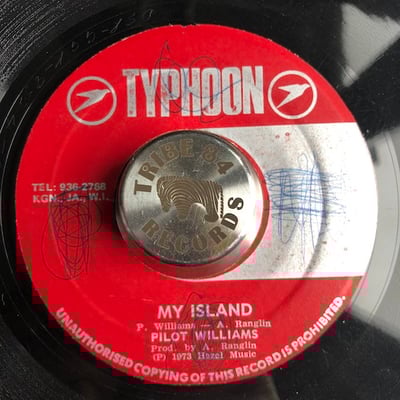 TYPHOON
TEL: 936-2768
KGN. JA., W.I.
TRIBE '84
RECORDS
MY ISLAND
P. Williams – A. Ranglin
PILOT WILLIAMS
Prod. by A. Ranglin
(P) 1973 Hazel Music
UNAUTHORISED COPYING OF THIS RECORD IS PROHIBITED.